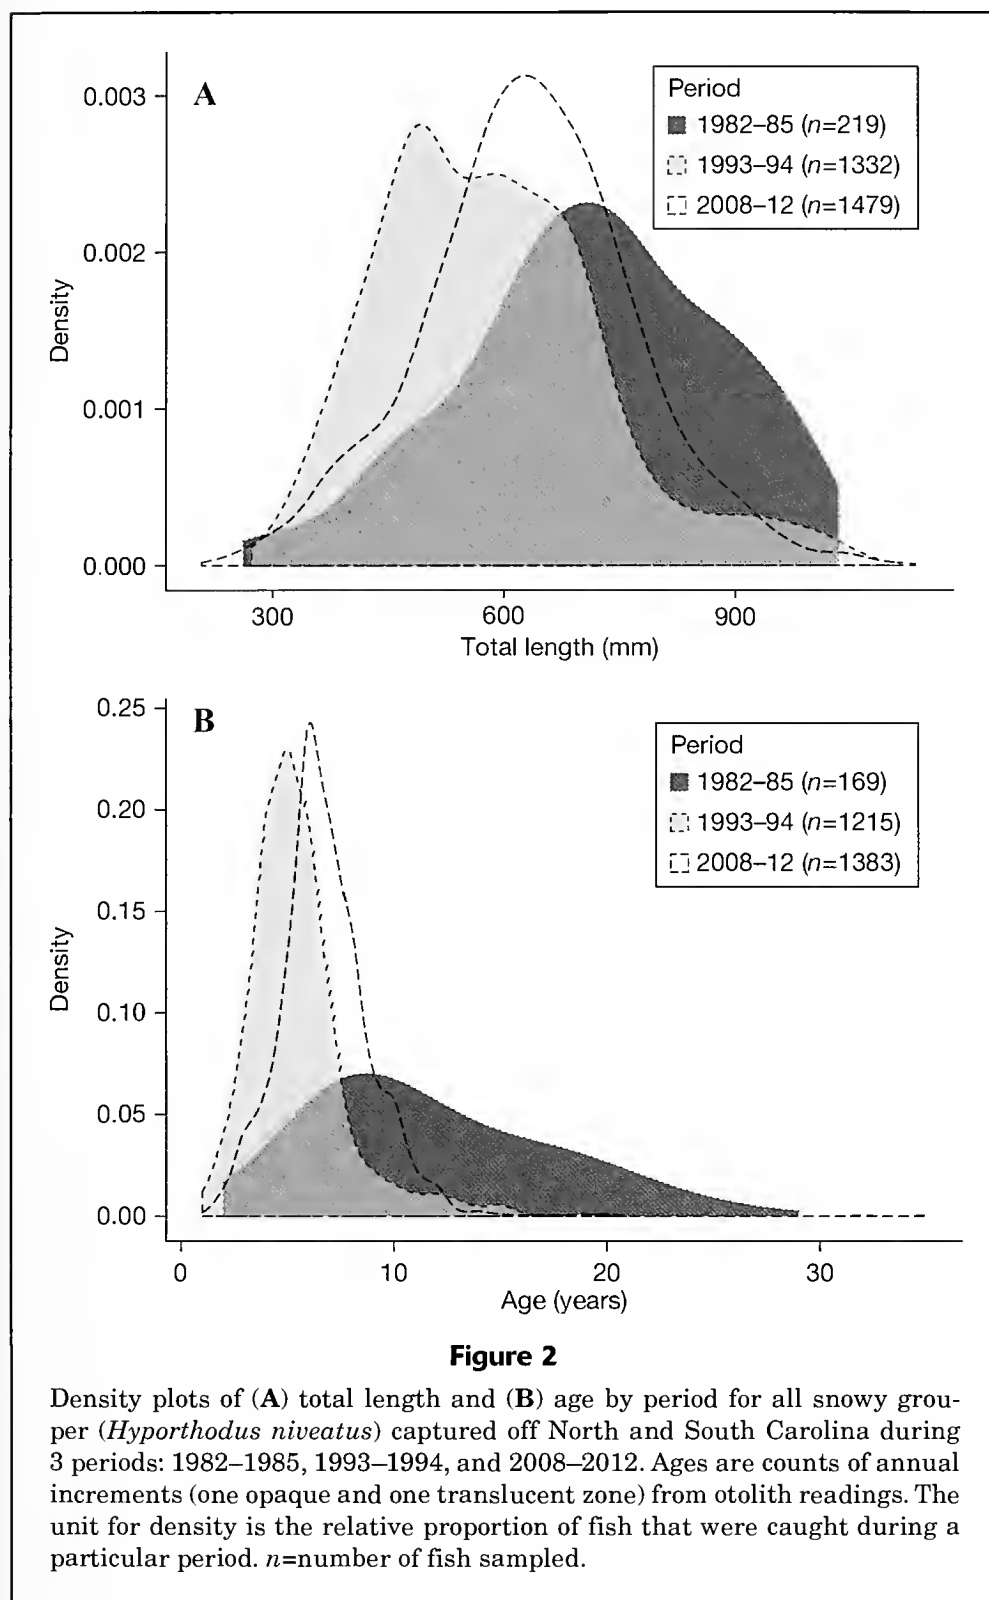 A
Period
1982–85 (n=219)
1993–94 (n=1332)
2008–12 (n=1479)
0.003
0.002
0.001
0.000
Density
300 600 900
Total length (mm)
B
Period
1982–85 (n=169)
1993–94 (n=1215)
2008–12 (n=1383)
0.25
0.20
0.15
0.10
0.05
0.00
Density
0 10 20 30
Age (years)
Figure 2
Density plots of (A) total length and (B) age by period for all snowy grou-
per (Hyporthodus niveatus) captured off North and South Carolina during
3 periods: 1982–1985, 1993–1994, and 2008–2012. Ages are counts of annual
increments (one opaque and one translucent zone) from otolith readings. The
unit for density is the relative proportion of fish that were caught during a
particular period. n=number of fish sampled.